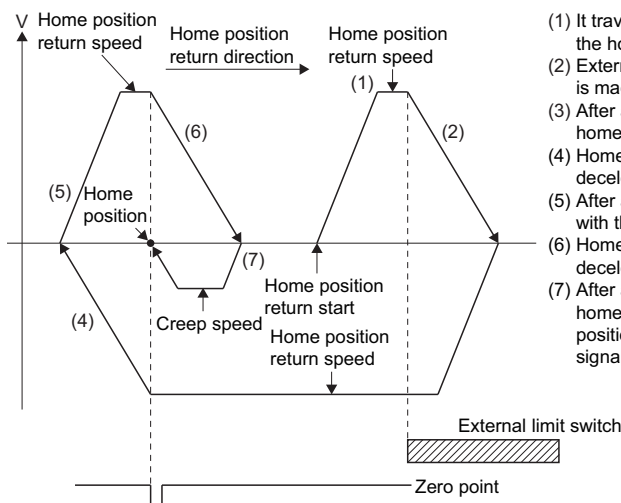 V
Home position
return speed
Home position
return direction
Home position
return speed
(1)
(2)
(6)
(5)
Home
position
(7)
(4)
Creep speed
Home position
return start
Home position
return speed
External limit switch
Zero point
(1) It trav
the ho
(2) Extern
is ma
(3) After
home
(4) Home
decel
(5) After
with th
(6) Home
decel
(7) After
home
positi
signa